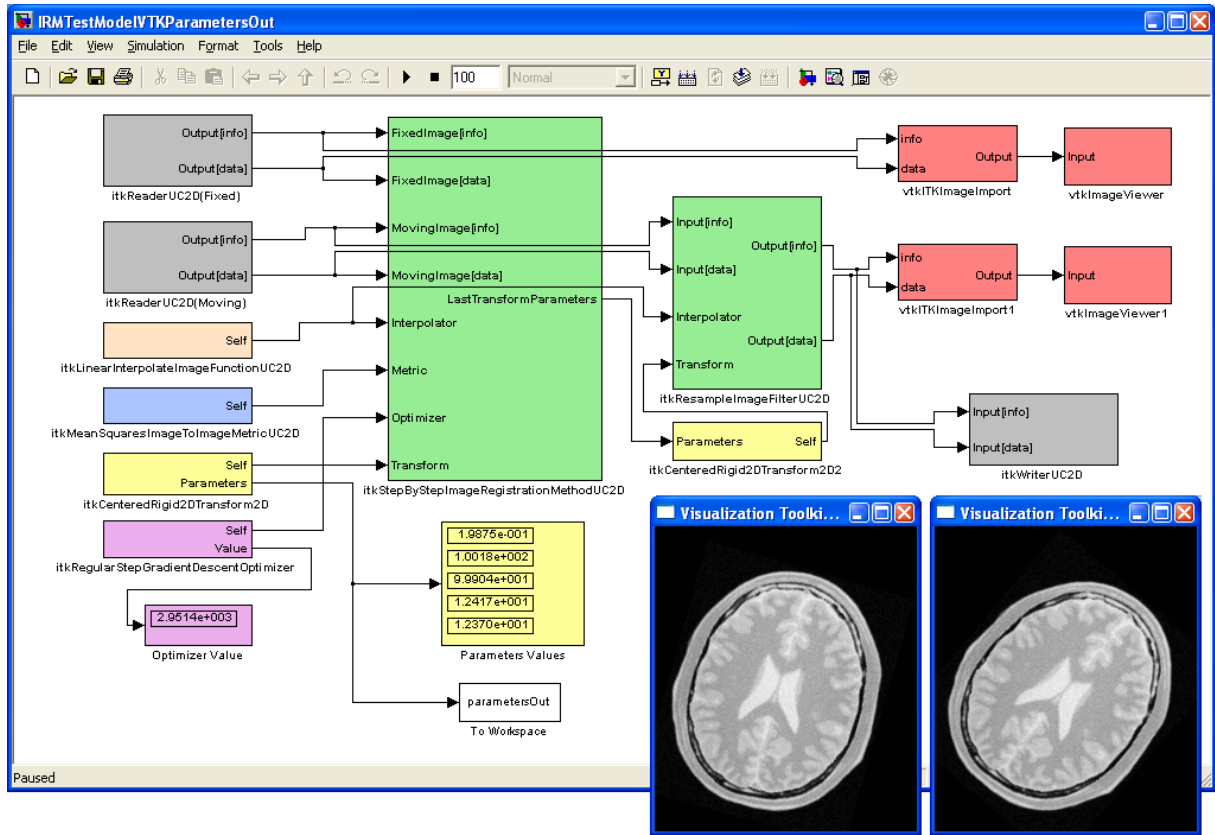 IRMTestModelVTKParametersOut
File Edit View Simulation Format Tools Help
100 Normal
Output[info]
Output[data]
itkReaderUC2D(Fixed)
Output[info]
Output[data]
itkReaderUC2D(Moving)
Self
itkLinearInterpolateImageFunctionUC2D
Self
itkMeanSquaresImageToImageMetricUC2D
Self
Parameters
itkCenteredRigid2DTransform2D
Self
Value
itkRegularStepGradientDescentOptimizer
2.9514e+003
Optimizer Value
FixedImage[info]
FixedImage[data]
MovingImage[info]
MovingImage[data]
LastTransformParameters
Interpolator
Metric
Optimizer
Transform
itkStepByStepImageRegistrationMethodUC2D
1.9875e-001
1.0018e+002
9.9904e+001
1.2417e+001
1.2370e+001
Parameters Values
parametersOut
To Workspace
Input[info]
Output[info]
Input[data]
Interpolator
Output[data]
Transform
itkResampleImageFilterUC2D
Parameters Self
itkCenteredRigid2DTransform2D2
info
Output
data
vtkITKImageImport
Input
vtkImageViewer
info
Output
data
vtkITKImageImport1
Input
vtkImageViewer1
Input[info]
Input[data]
itkWriterUC2D
Visualization Toolki...
Visualization Toolki...
Paused